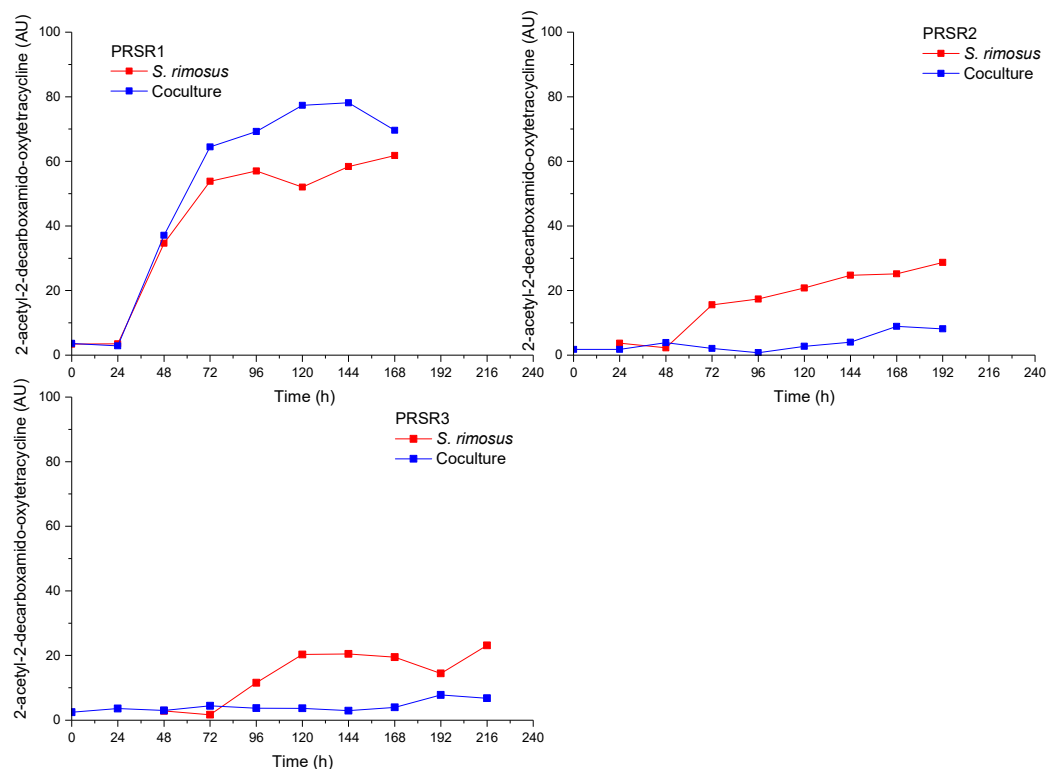 2-acetyl-2-decarboxamido-oxytetracycline (AU)
100
80
60
40
20
0
PRSR1
S. rimosus
Coculture
0 24 48 72 96 120 144 168 192 216 240
Time (h)
2-acetyl-2-decarboxamido-oxytetracycline (AU)
100
80
60
40
20
0
PRSR2
S. rimosus
Coculture
0 24 48 72 96 120 144 168 192 216 240
Time (h)
2-acetyl-2-decarboxamido-oxytetracycline (AU)
100
80
60
40
20
0
PRSR3
S. rimosus
Coculture
0 24 48 72 96 120 144 168 192 216 240
Time (h)